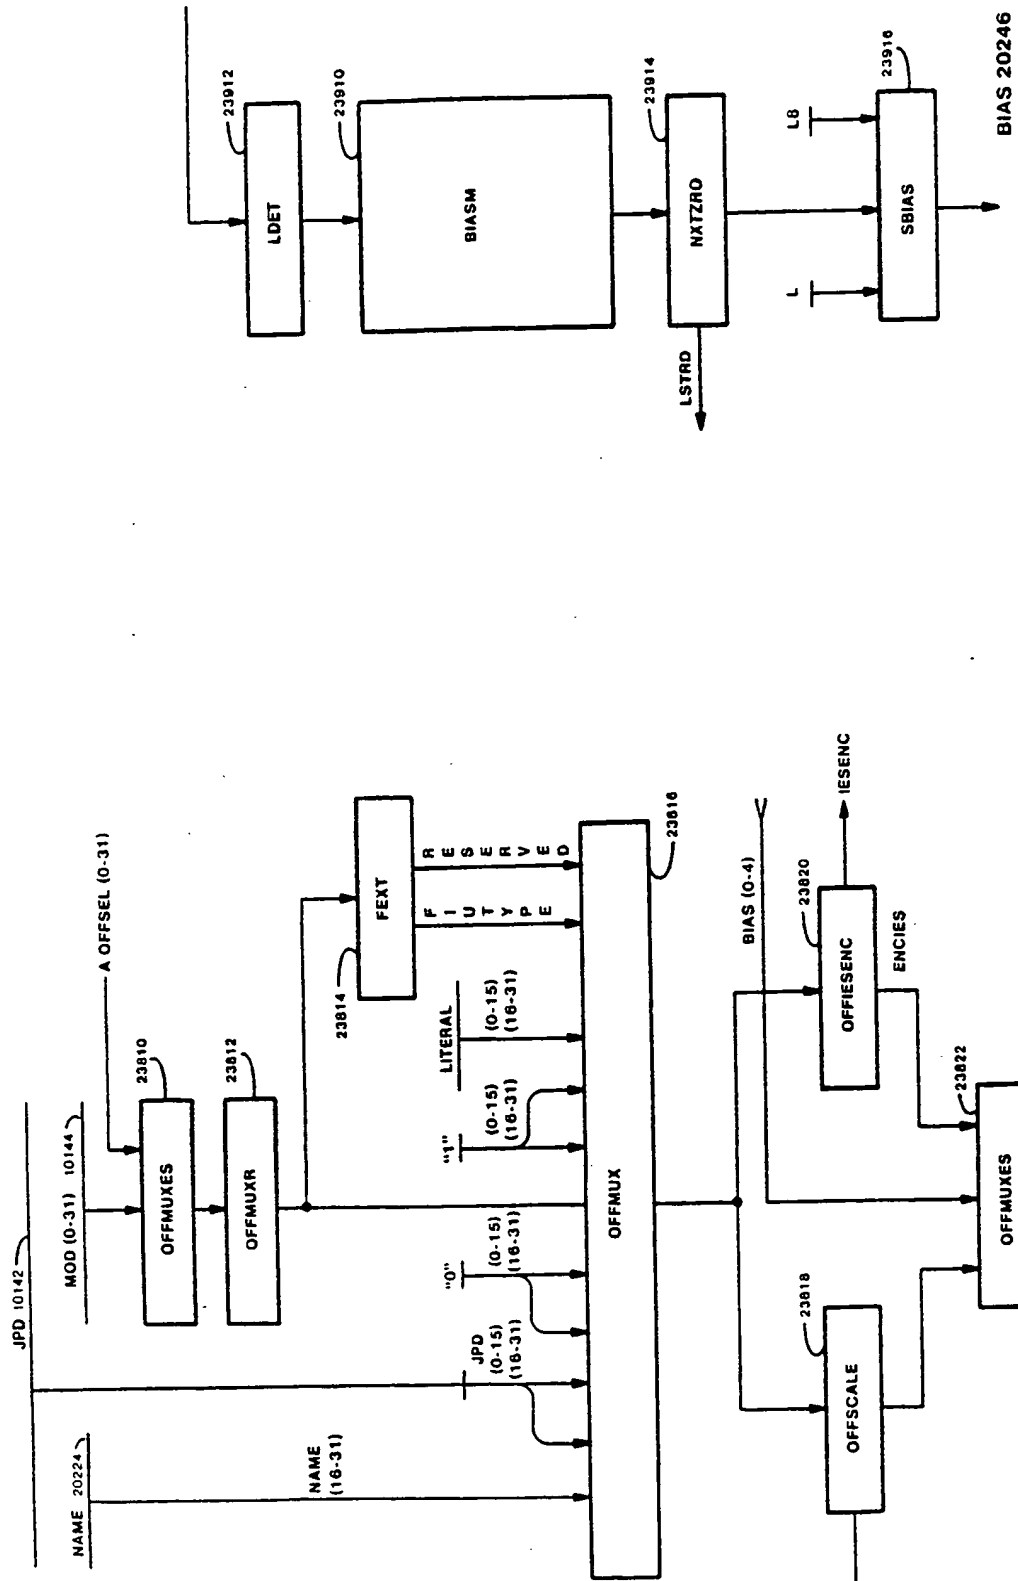 JPD 10142
NAME 20224
MOD (0-31) 10144
A OFFSEL (0-31)
23810
OFFMUXES
23812
OFFMUXR
23814
FEXT
NAME
(16-31)
JPD
(0-15)
(16-31)
"0"
(0-15)
(16-31)
"1"
(0-15)
(16-31)
LITERAL
(0-15)
(16-31)
FIUTYPE
RESERVED
OFFMUX
23816
BIAS (0-4)
23818
OFFSCALE
23820
OFFIESENC
IESENC
ENCIES
23822
OFFMUXES
23912
LDET
23910
BIASM
23914
NXTZRO
LSTRD
L
L8
23916
SBIAS
BIAS 20246